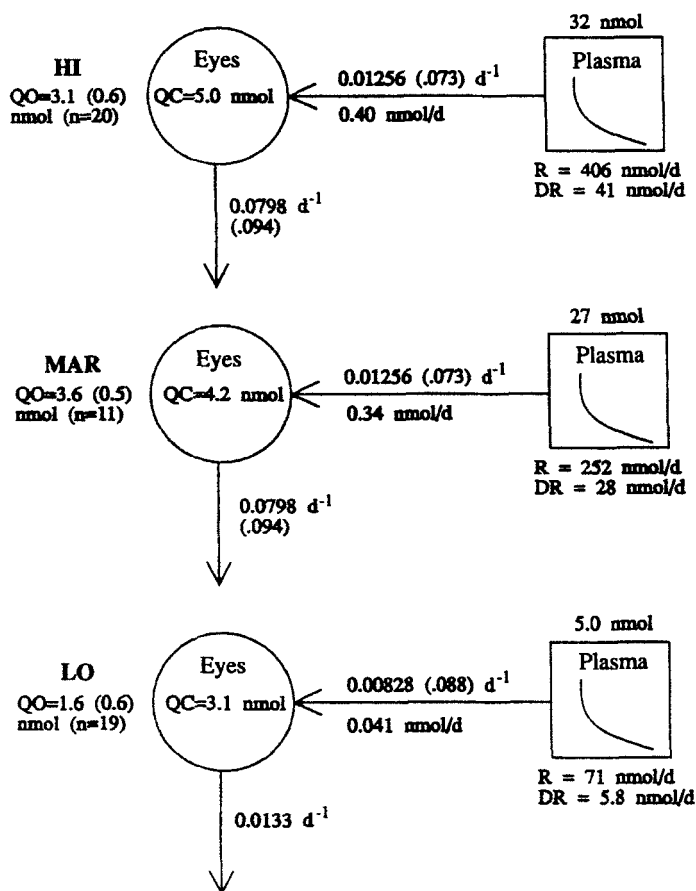 32 nmol
HI
Eyes
0.01256 (.073) d-1
Plasma
QO=3.1 (0.6)
nmol (n=20)
QC=5.0 nmol
0.40 nmol/d
R = 406 nmol/d
DR = 41 nmol/d
0.0798 d-1
(.094)
27 nmol
MAR
Eyes
0.01256 (.073) d-1
Plasma
QO=3.6 (0.5)
nmol (n=11)
QC=4.2 nmol
0.34 nmol/d
R = 252 nmol/d
DR = 28 nmol/d
0.0798 d-1
(.094)
5.0 nmol
LO
Eyes
0.00828 (.088) d-1
Plasma
QO=1.6 (0.6)
nmol (n=19)
QC=3.1 nmol
0.041 nmol/d
R = 71 nmol/d
DR = 5.8 nmol/d
0.0133 d-1